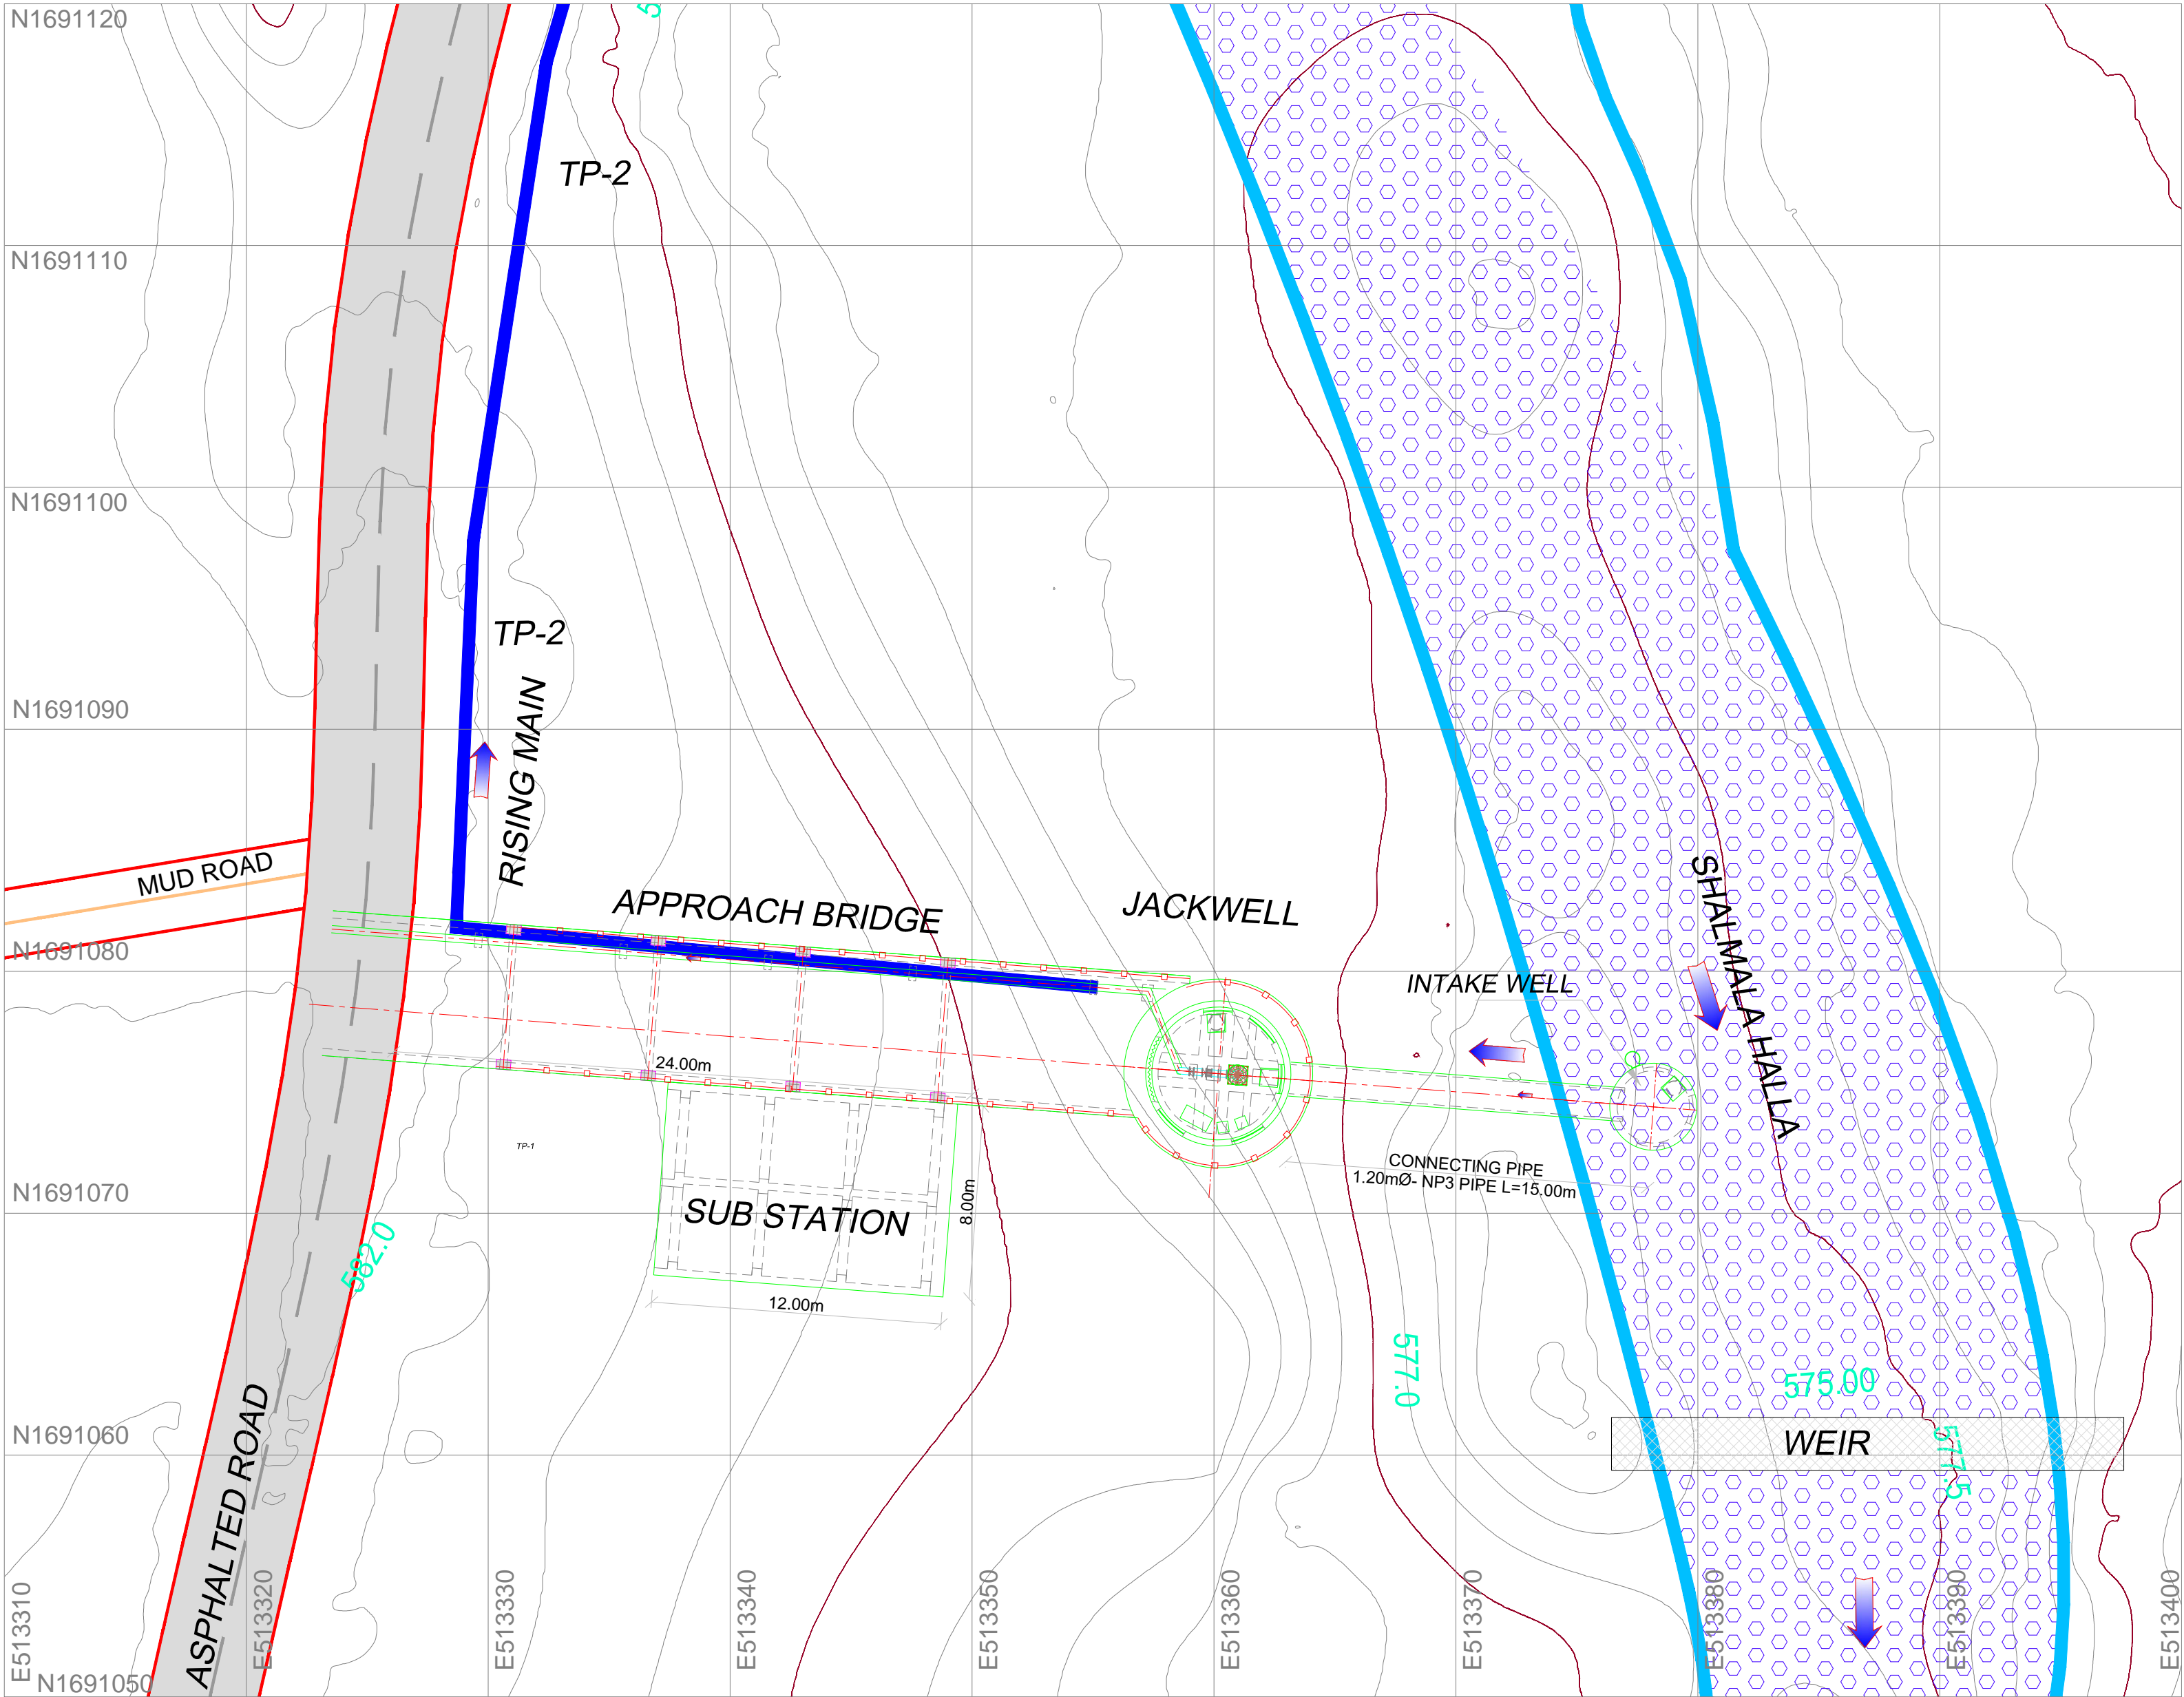 N1691120
TP-2
N1691110
N1691100
TP-2
N1691090
RISING MAIN
MUD ROAD
APPROACH BRIDGE
JACKWELL
SHALMALA HALLA
N1691080
INTAKE WELL
24.00m
TP-1
CONNECTING PIPE
1.20mØ- NP3 PIPE L=15.00m
N1691070
SUB STATION
8.00m
582.0
12.00m
577.0
575.00
N1691060
WEIR
577.5
ASPHALTED ROAD
E513310
E513320
E513330
E513340
E513350
E513360
E513370
E513380
E513390
E513400
N1691050